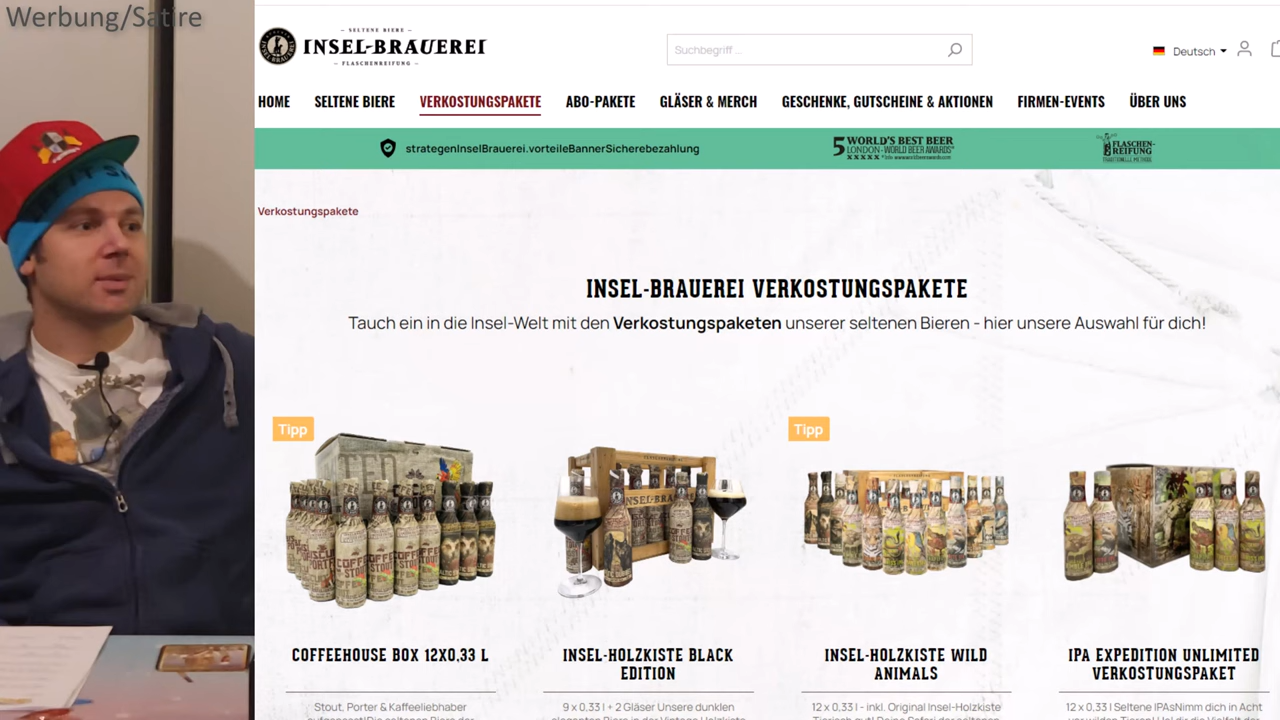 Werbung/Satire
SELTENE BIERE
INSEL-BRAUEREI
FLASCHENREIFUNG
Suchbegriff ...
Deutsch
HOME SELTENE BIERE VERKOSTUNGSPAKETE ABO-PAKETE GLÄSER & MERCH GESCHENKE, GUTSCHEINE & AKTIONEN FIRMEN-EVENTS ÜBER UNS
strategenInselBrauerei.vorteileBannerSicherebezahlung
5 WORLD'S BEST BEER
LONDON - WORLD BEER AWARDS
FLASCHEN-
REIFUNG
TRADITIONELLE METHODE
Verkostungspakete
INSEL-BRAUEREI VERKOSTUNGSPAKETE
Tauch ein in die Insel-Welt mit den Verkostungspaketen unserer seltenen Bieren - hier unsere Auswahl für dich!
Tipp
Tipp
COFFEEHOUSE BOX 12X0,33 L
INSEL-HOLZKISTE BLACK
EDITION
INSEL-HOLZKISTE WILD
ANIMALS
IPA EXPEDITION UNLIMITED
VERKOSTUNGSPAKET
Stout, Porter & Kaffeeliebhaber
9 x 0,33 l + 2 Gläser Unsere dunklen
12 x 0,33 l - inkl. Original Insel-Holzkiste
12 x 0,33 l Seltene IPAsNimm dich in Acht